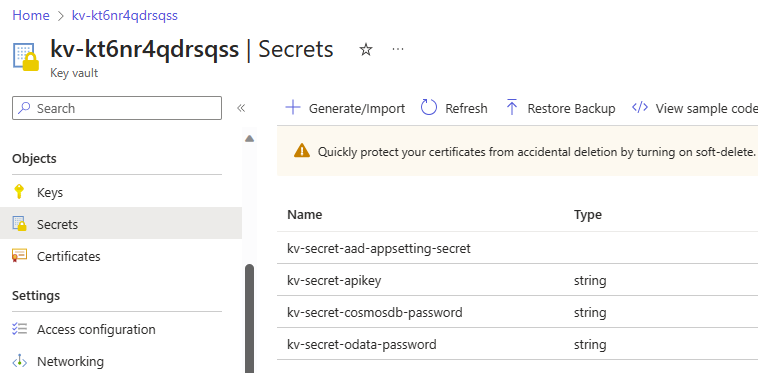 Home > kv-kt6nr4qdrsqss
kv-kt6nr4qdrsqss | Secrets
Key vault
Search
Generate/Import Refresh Restore Backup View sample code
Quickly protect your certificates from accidental deletion by turning on soft-delete.
Objects
Keys
Secrets
Certificates
Settings
Access configuration
Networking
Name Type
kv-secret-aad-appsetting-secret
kv-secret-apikey string
kv-secret-cosmosdb-password string
kv-secret-odata-password string